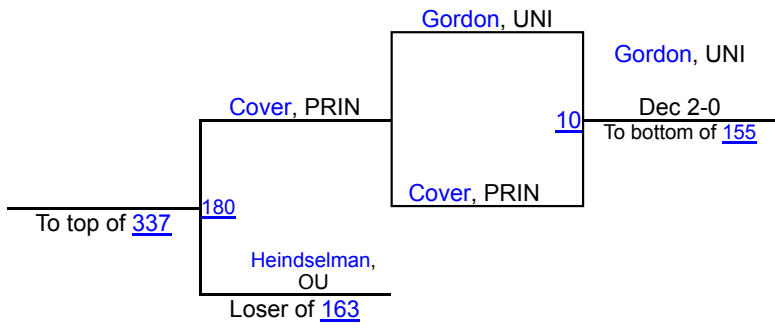 Gordon, UNI
Gordon, UNI
Cover, PRIN
Dec 2-0
10
To bottom of 155
Cover, PRIN
180
To top of 337
Heindselman,
OU
Loser of 163